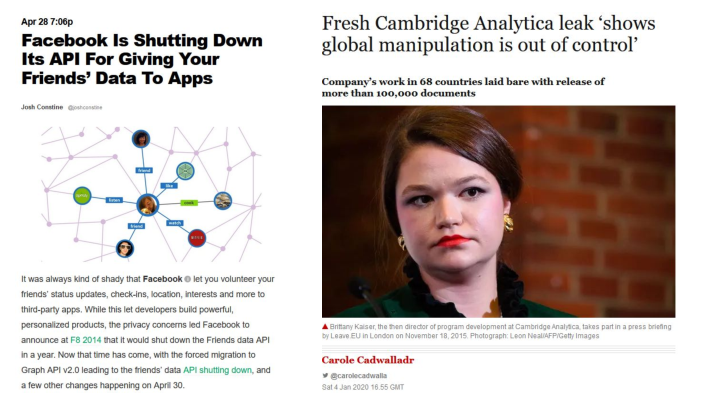 Apr 28 7:06p
Facebook Is Shutting Down
Its API For Giving Your
Friends' Data To Apps
Josh Constine @joshconstine
friend
like
listen
watch
friend
It was always kind of shady that Facebook let you volunteer your
friends' status updates, check-ins, location, interests and more to
third-party apps. While this let developers build powerful,
personalized products, the privacy concerns led Facebook to
announce at F8 2014 that it would shut down the Friends data API
in a year. Now that time has come, with the forced migration to
Graph API v2.0 leading to the friends' data API shutting down, and
a few other changes happening on April 30.
Fresh Cambridge Analytica leak 'shows
global manipulation is out of control'
Company's work in 68 countries laid bare with release of
more than 100,000 documents
Brittany Kaiser, the then director of program development at Cambridge Analytica, takes part in a press briefing
by Leave.EU in London on November 18, 2015. Photograph: Leon Neal/AFP/Getty Images
Carole Cadwalladr
@carolecadwalla
Sat 4 Jan 2020 16.55 GMT